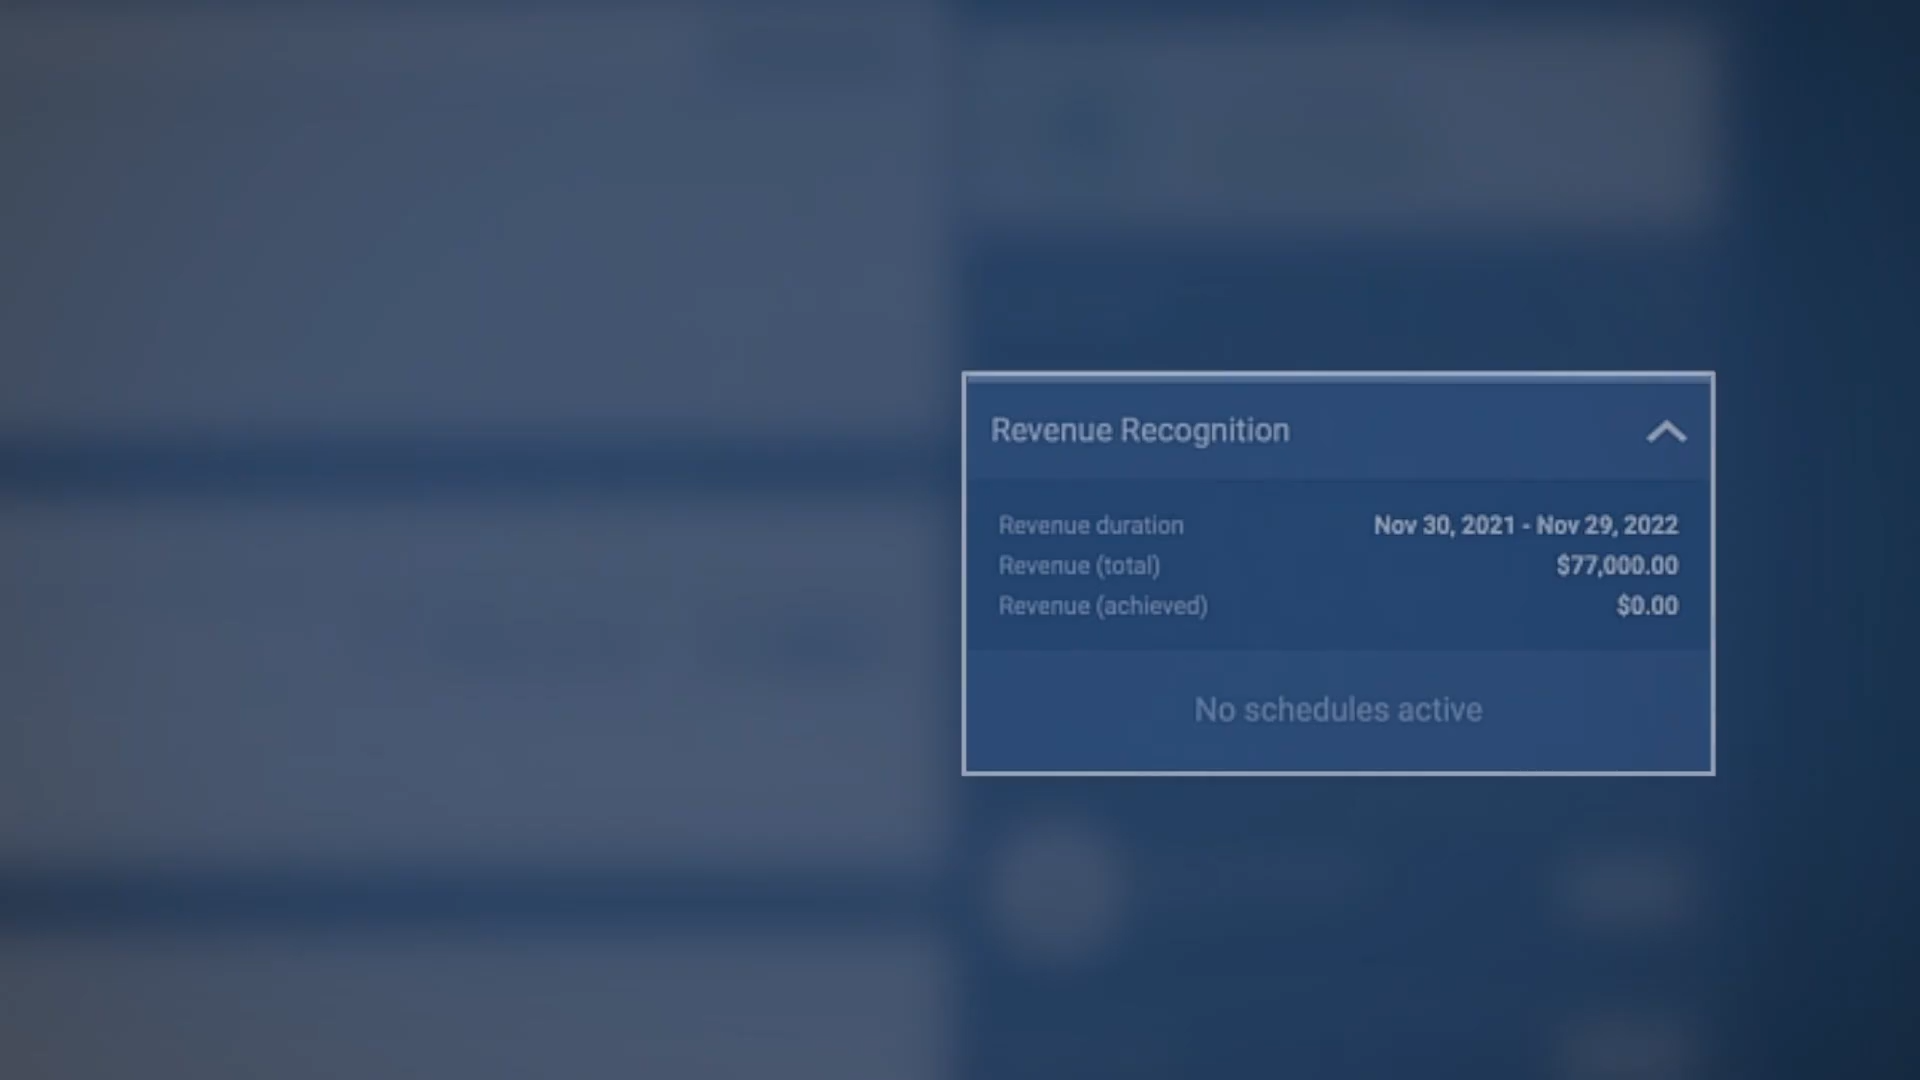 Revenue Recognition
Revenue duration Nov 30, 2021 - Nov 29, 2022
Revenue (total) $77,000.00
Revenue (achieved) $0.00
No schedules active